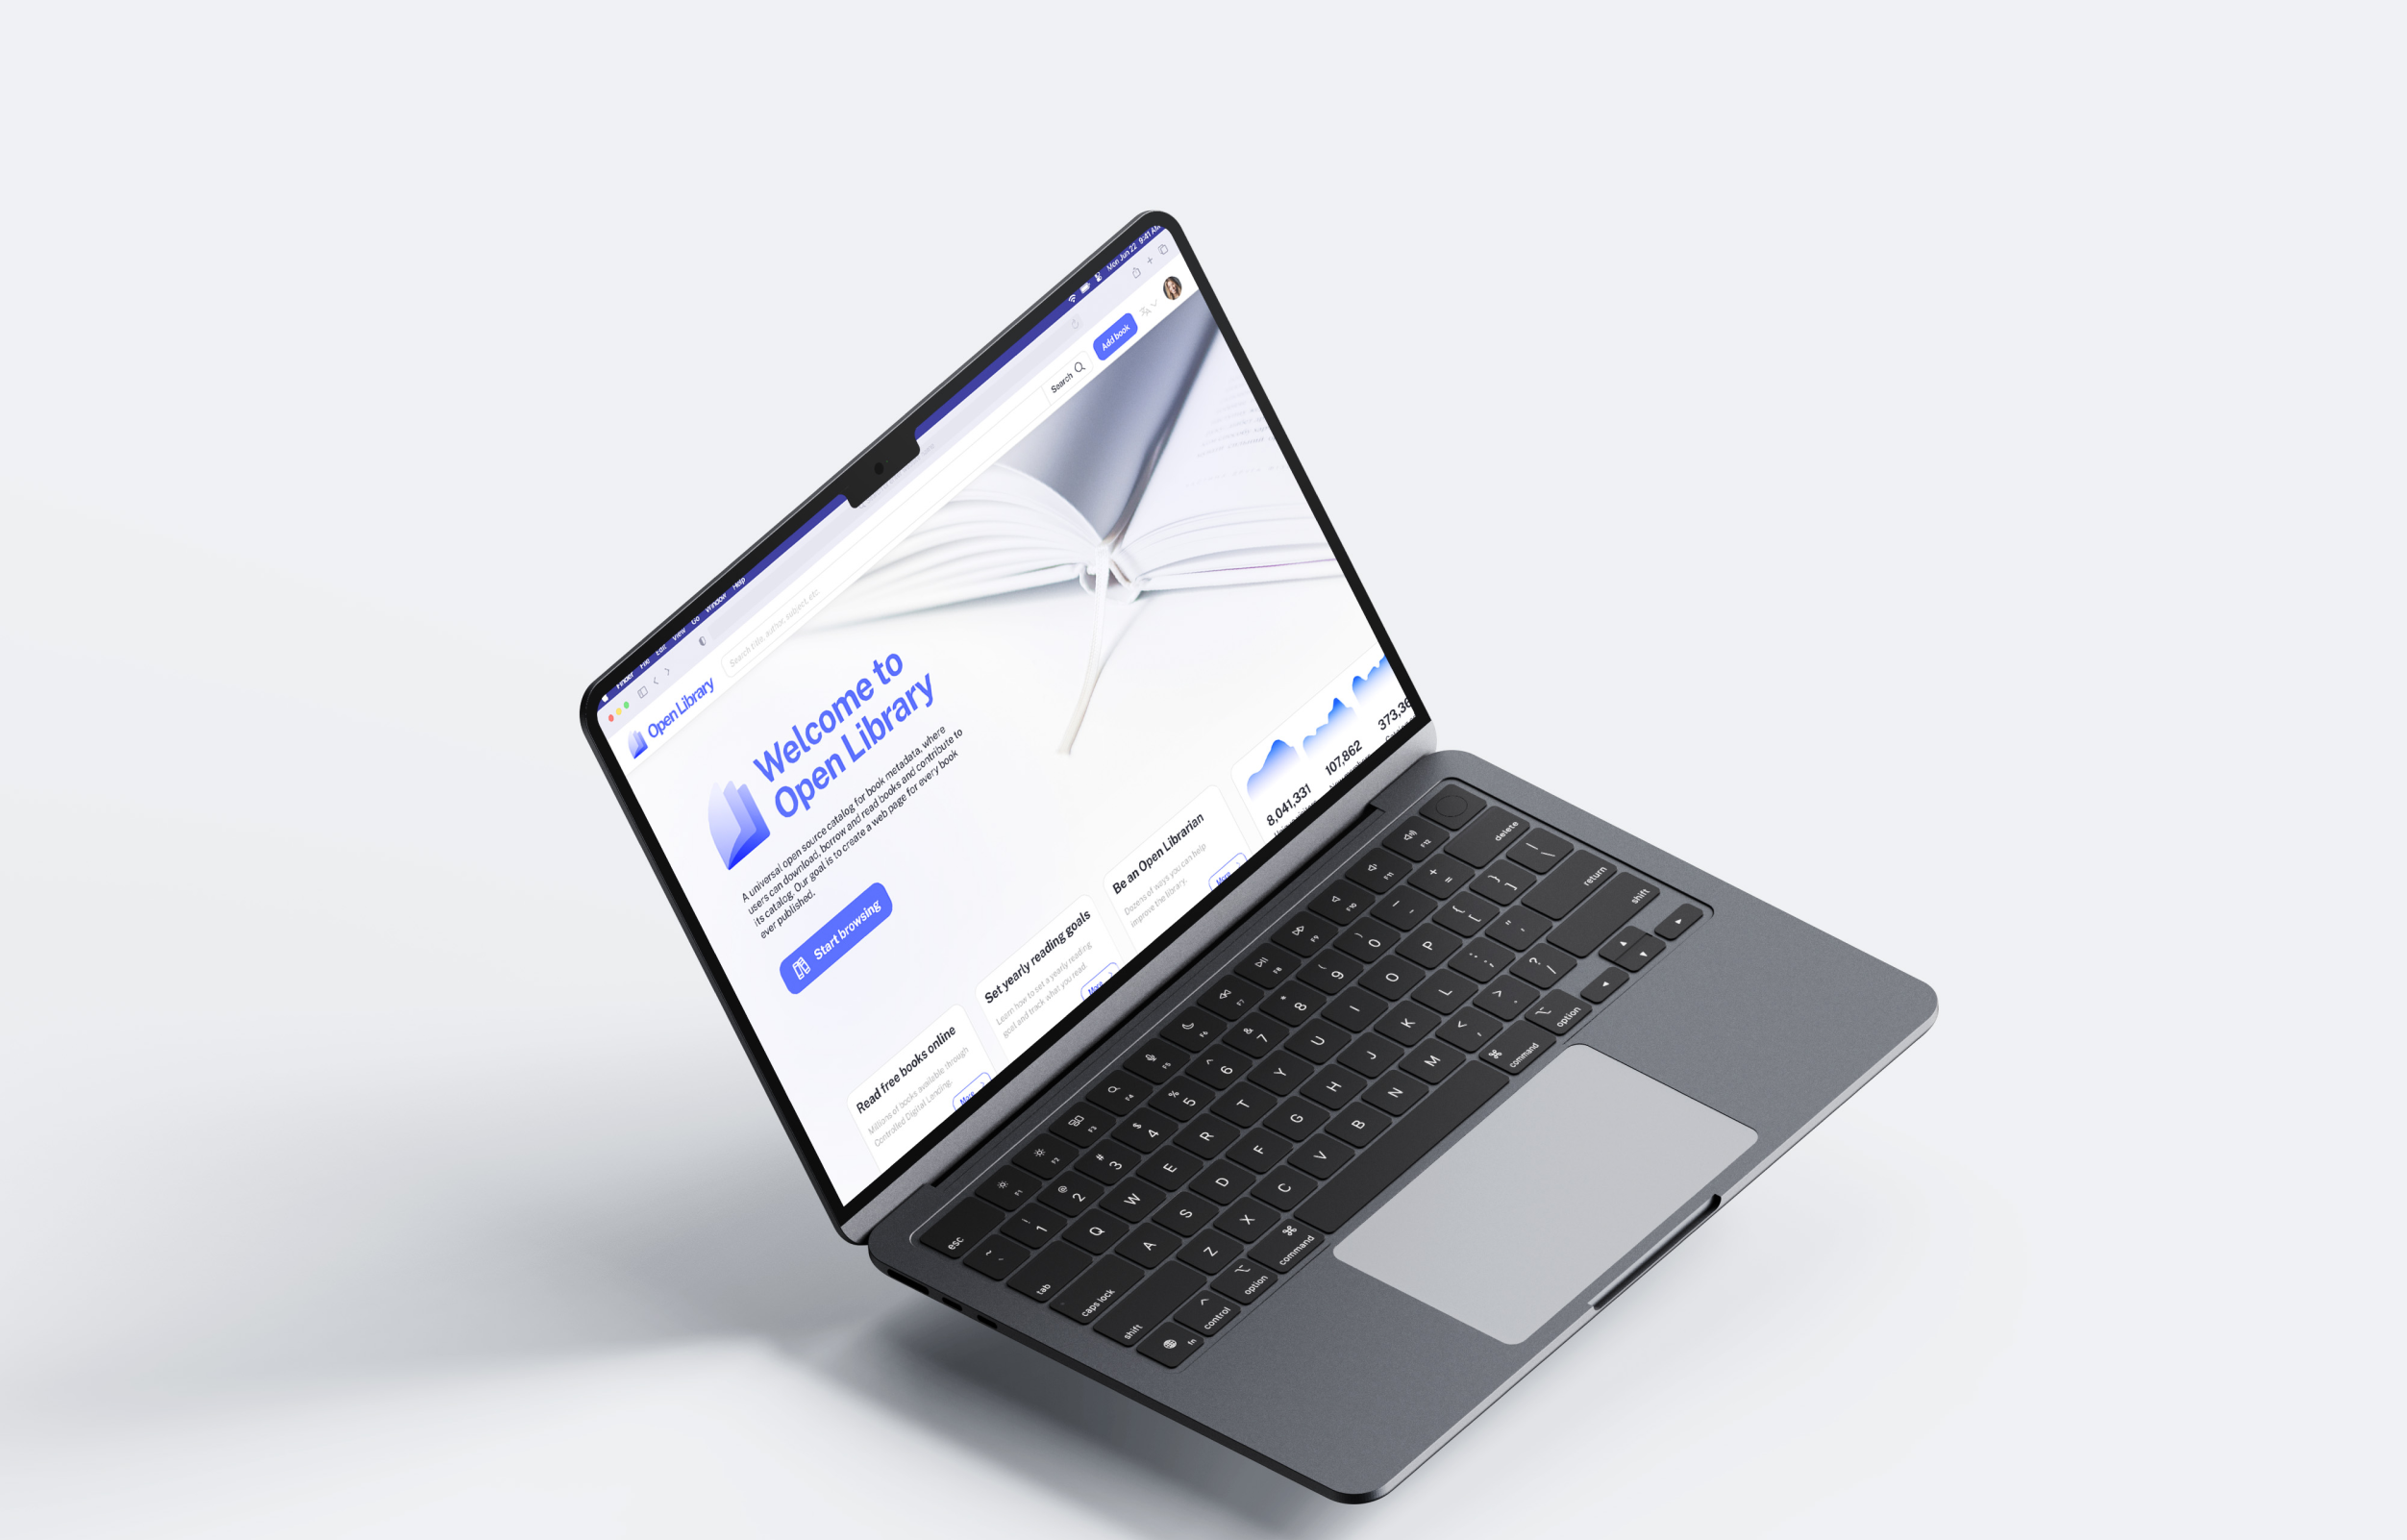 Finder File Edit View Go Window Help
Mon Jun 22 9:41 AM
Open Library
Search title, author, subject etc.
Search
Add book
Welcome to
Open Library
A universal open source catalog for book metadata, where
users can download, borrow and read books and contribute to
its catalog. Our goal is to create a web page for every book
ever published.
Start browsing
Read free books online
Millions of books available through
Controlled Digital Lending.
More
Set yearly reading goals
Learn how to set a yearly reading
goal and track what you read
More
Be an Open Librarian
Dozens of ways you can help
improve the library.
More
8,041,331
107,862
373,36
esc F1 F2 F3 F4 F5 F6 F7 F8 F9 F10 F11 F12
~ ` ! 1 @ 2 # 3 $ 4 % 5 ^ 6 & 7 * 8 ( 9 ) 0 _ - + = delete
tab Q W E R T Y U I O P { [ } ] | \
caps lock A S D F G H J K L : ; " ' return
shift Z X C V B N M < , > . ? / shift
fn ^ control ⌥ option ⌘ command ⌘ command ⌥ option ◀ ▲ ▼ ▶